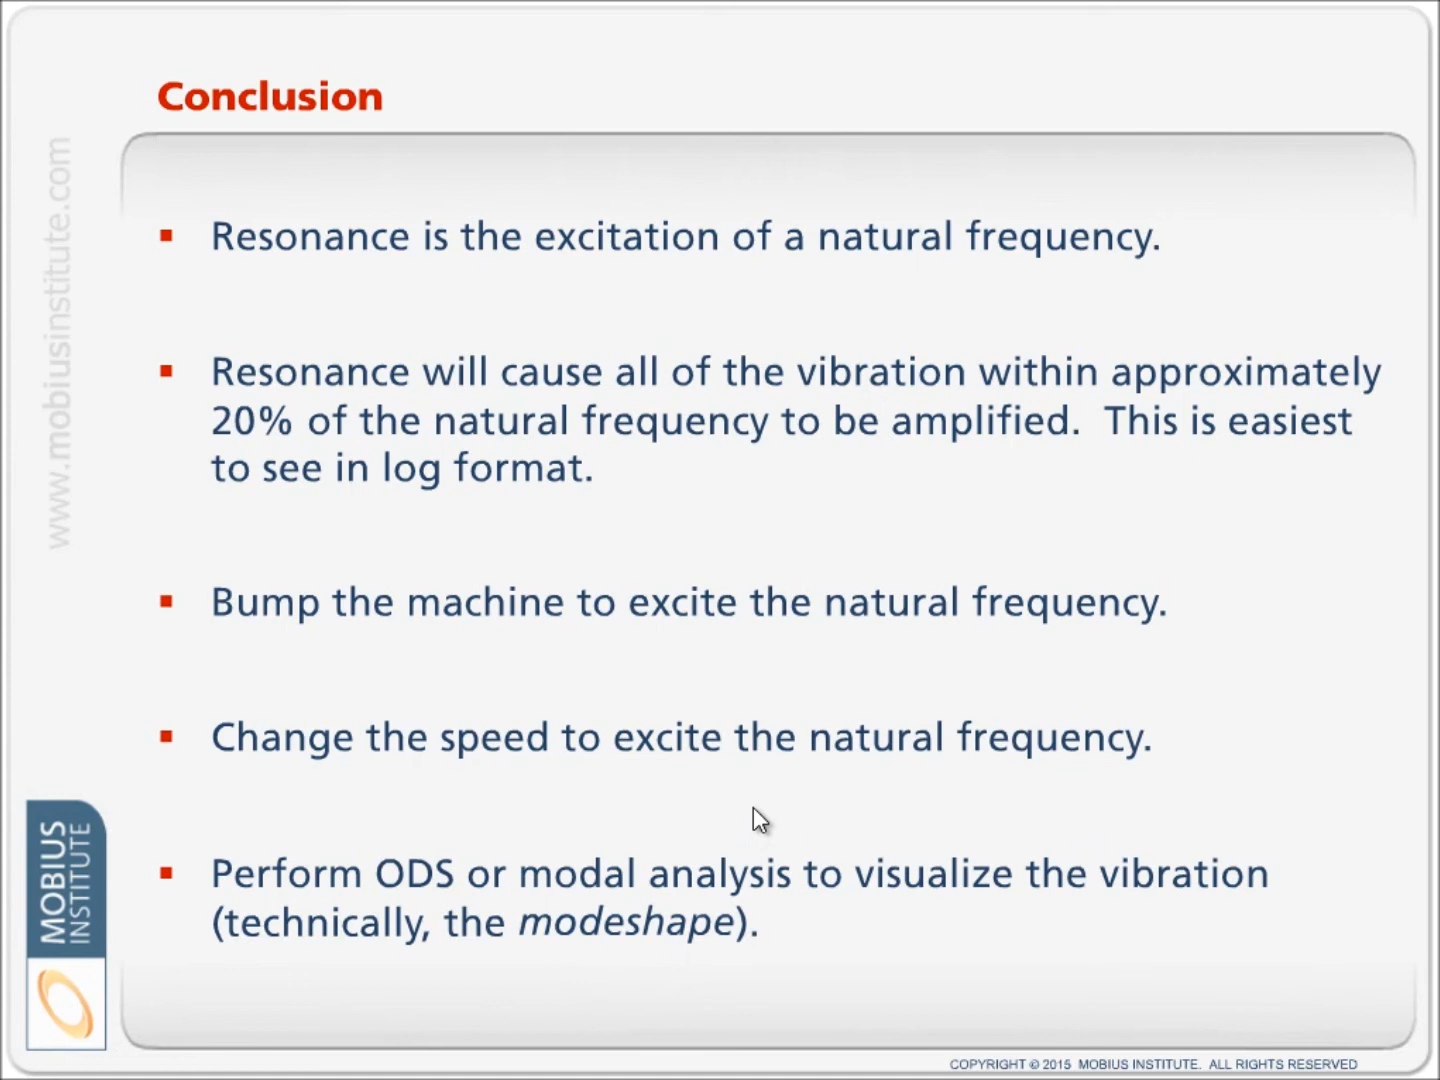 Conclusion
www.mobiusinstitute.com
▪ Resonance is the excitation of a natural frequency.
▪ Resonance will cause all of the vibration within approximately
20% of the natural frequency to be amplified.  This is easiest
to see in log format.
▪ Bump the machine to excite the natural frequency.
▪ Change the speed to excite the natural frequency.
▪ Perform ODS or modal analysis to visualize the vibration
(technically, the modeshape).
MOBIUS
INSTITUTE
COPYRIGHT © 2015  MOBIUS INSTITUTE.  ALL RIGHTS RESERVED